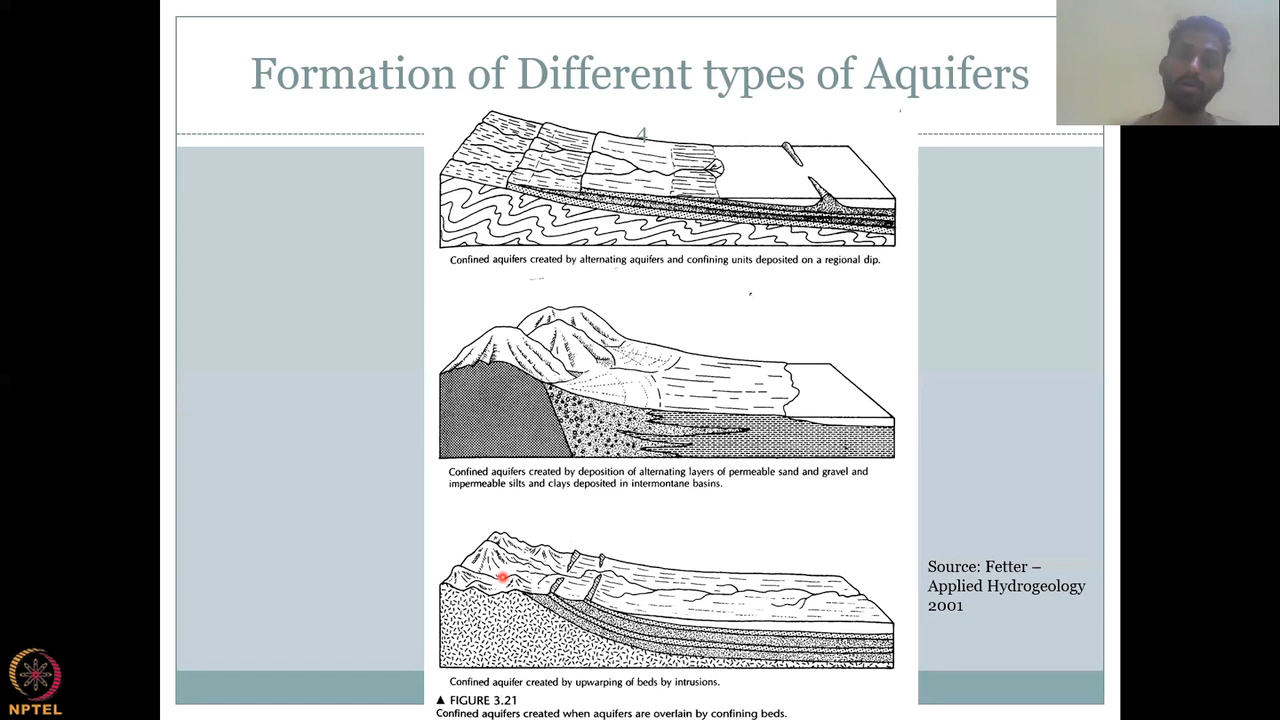 Formation of Different types of Aquifers
4
Confined aquifers created by alternating aquifers and confining units deposited on a regional dip.
Confined aquifers created by deposition of alternating layers of permeable sand and gravel and
impermeable silts and clays deposited in intermontane basins.
Source: Fetter –
Applied Hydrogeology
2001
Confined aquifer created by upwarping of beds by intrusions.
▲ FIGURE 3.21
Confined aquifers created when aquifers are overlain by confining beds.
NPTEL